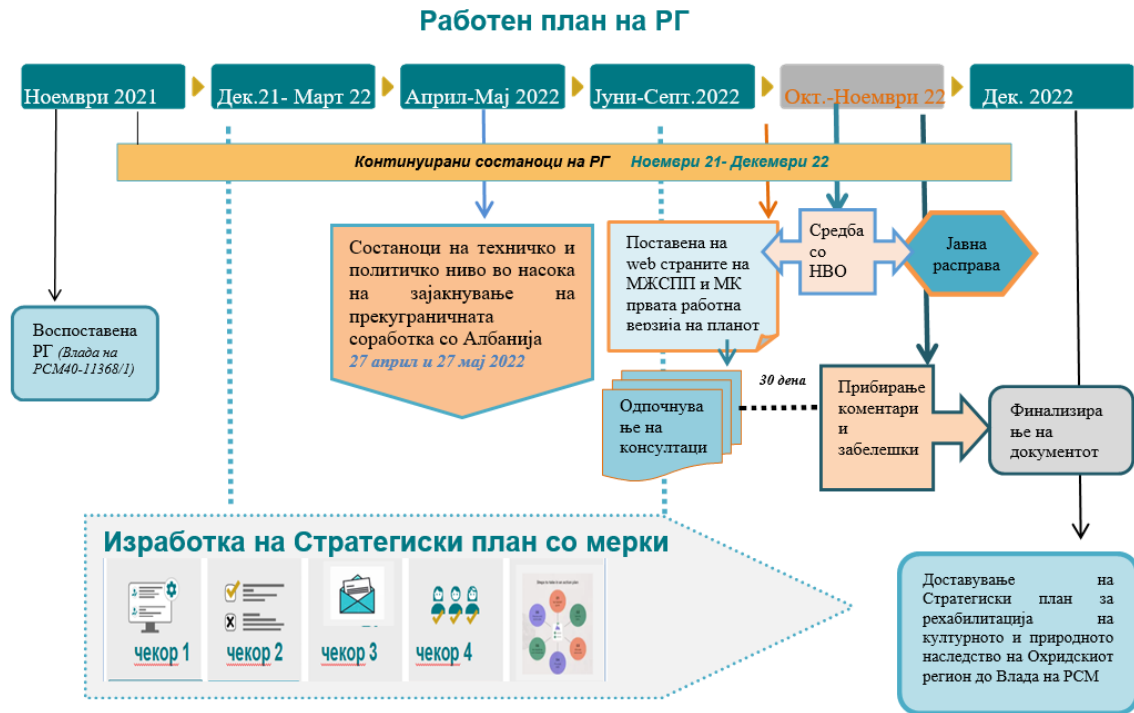 Работен план на РГ
Ноември 2021
Дек.21- Март 22
Април-Мај 2022
Јуни-Септ.2022
Окт.-Ноември 22
Дек. 2022
Континуирани состаноци на РГ Ноември 21- Декември 22
Воспоставена
РГ (Влада на
РСМ40-11368/1)
Состаноци на техничко и
политичко ниво во насока
на зајакнување на
прекуграничната
соработка со Албанија
27 април и 27 мај 2022
Поставена на
web страните на
МЖСПП и МК
првата работна
верзија на планот
Средба
со
НВО
Јавна
расправа
Одпочнува
ње на
консултаци
30 дена
Прибирање
коментари
и
забелешки
Финализира
ње на
документот
Изработка на Стратегиски план со мерки
чекор 1
чекор 2
чекор 3
чекор 4
Доставување на
Стратегиски план за
рехабилитација на
културното и природното
наследство на Охридскиот
регион до Влада на РСМ